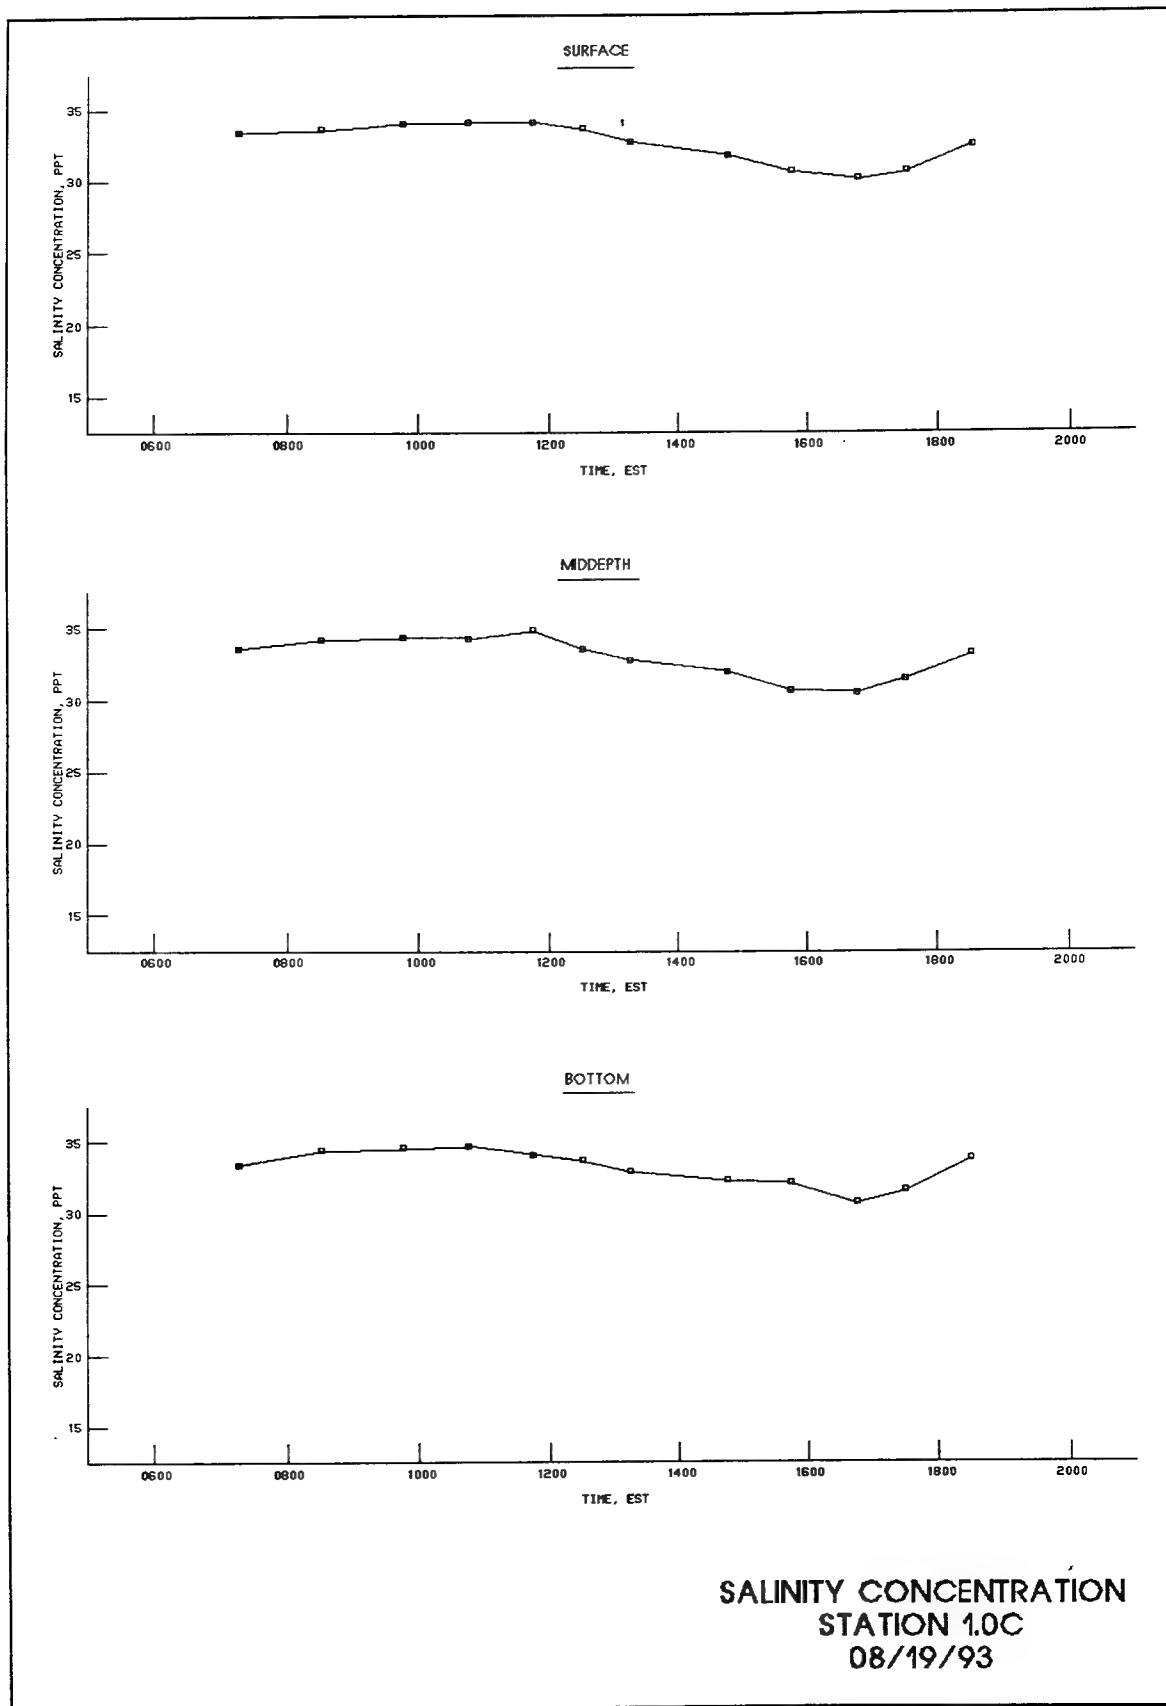 SURFACE
35
30
25
20
15
SALINITY CONCENTRATION, PPT
0600 0800 1000 1200 1400 1600 1800 2000
TIME, EST
MIDDEPTH
35
30
25
20
15
SALINITY CONCENTRATION, PPT
0600 0800 1000 1200 1400 1600 1800 2000
TIME, EST
BOTTOM
35
30
25
20
15
SALINITY CONCENTRATION, PPT
0600 0800 1000 1200 1400 1600 1800 2000
TIME, EST
SALINITY CONCENTRATION
STATION 1.0C
08/19/93